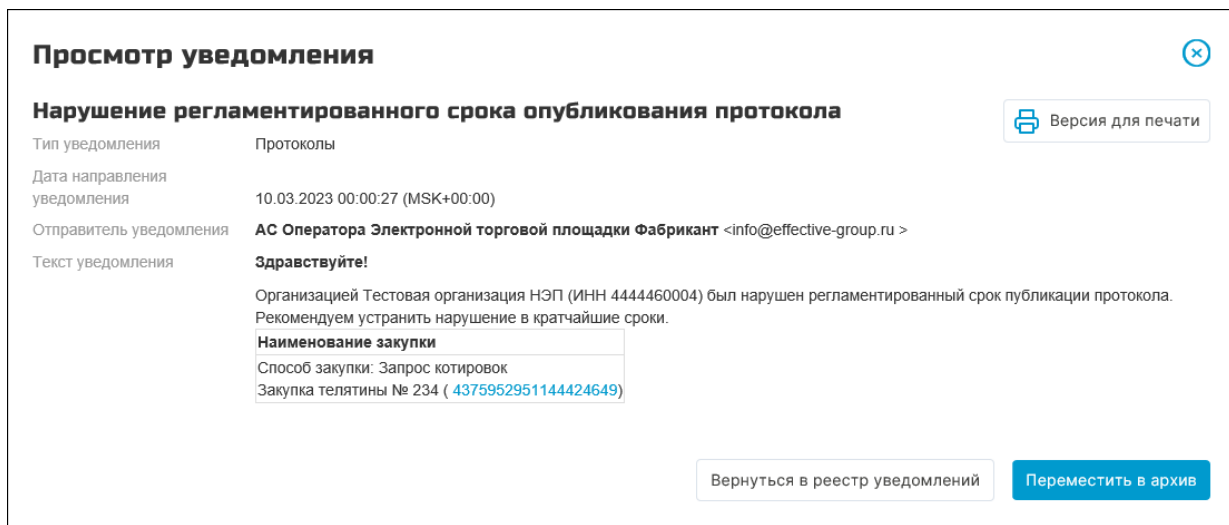 Просмотр уведомления
Нарушение регламентированного срока опубликования протокола
Версия для печати
Тип уведомления Протоколы
Дата направления
уведомления 10.03.2023 00:00:27 (MSK+00:00)
Отправитель уведомления АС Оператора Электронной торговой площадки Фабрикант <info@effective-group.ru >
Текст уведомления Здравствуйте!
Организацией Тестовая организация НЭП (ИНН 4444460004) был нарушен регламентированный срок публикации протокола.
Рекомендуем устранить нарушение в кратчайшие сроки.
Наименование закупки
Способ закупки: Запрос котировок
Закупка телятины № 234 ( 4375952951144424649)
Вернуться в реестр уведомлений
Переместить в архив